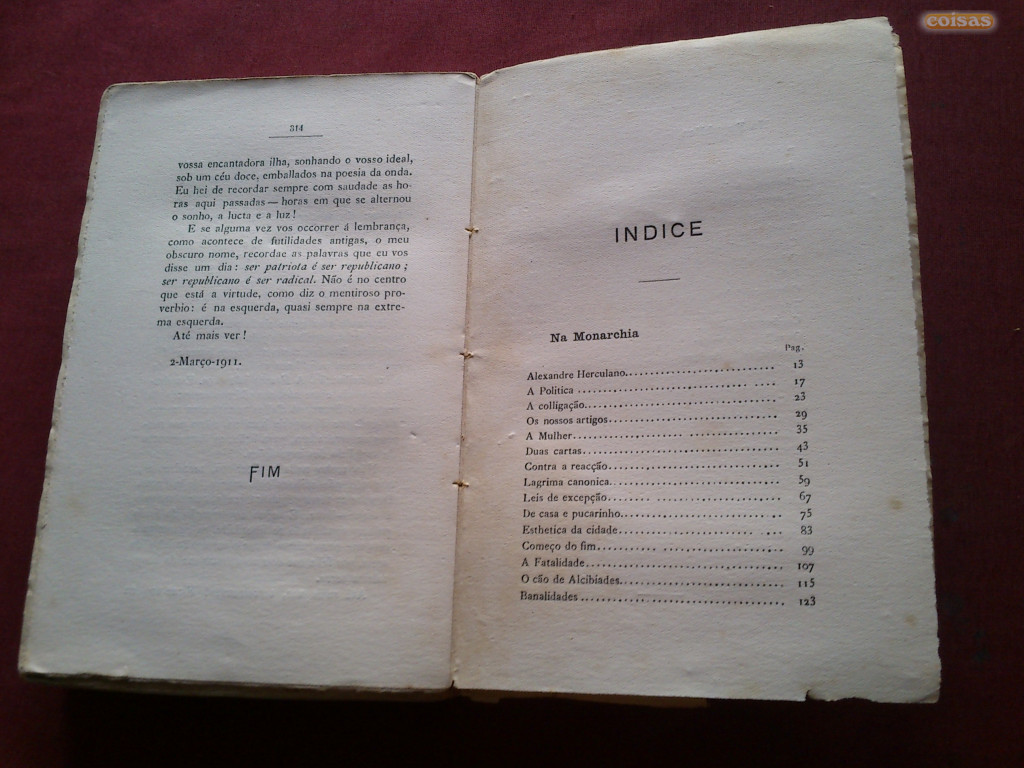 coisas
314
vossa encantadora ilha, sonhando o vosso ideal,
sob um céu doce, emballados na poesia da onda.
Eu hei de recordar sempre com saudade as ho-
ras aqui passadas — horas em que se alternou
o sonho, a lucta e a luz!
E se alguma vez vos occorrer á lembrança,
como acontece de futilidades antigas, o meu
obscuro nome, recordae as palavras que eu vos
disse um dia: ser patriota é ser republicano;
ser republicano é ser radical. Não é no centro
que está a virtude, como diz o mentiroso pro-
verbio: é na esquerda, quasi sempre na extre-
ma esquerda.
Até mais ver!
2-Março-1911.
FIM
INDICE
Na Monarchia
Pag.
Alexandre Herculano 13
A Politica 17
A colligação 23
Os nossos artigos 29
A Mulher 35
Duas cartas 43
Contra a reacção 51
Lagrima canonica 59
Leis de excepção 67
De casa e pucarinho 75
Esthetica da cidade 83
Começo do fim 99
A Fatalidade 107
O cão de Alcibiades 115
Banalidades 123